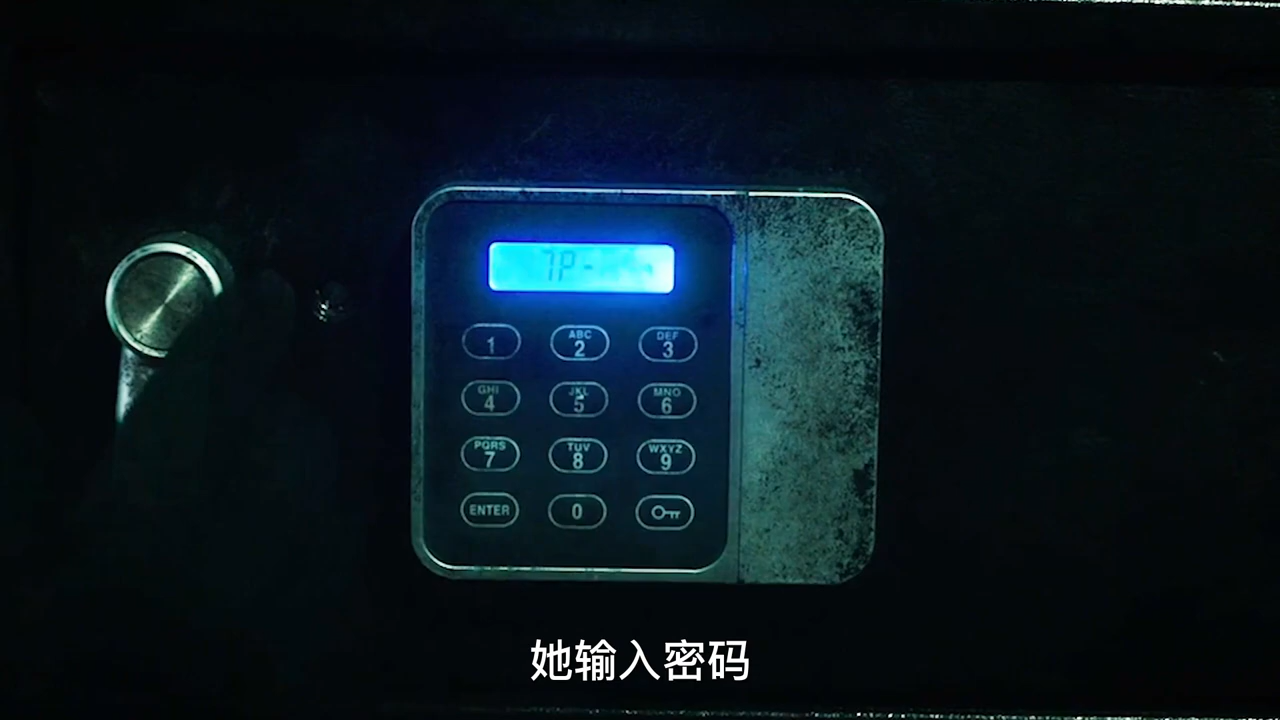 7P-
1
ABC
2
DEF
3
GHI
4
JKL
5
MNO
6
PQRS
7
TUV
8
WXYZ
9
ENTER
0
她输入密码